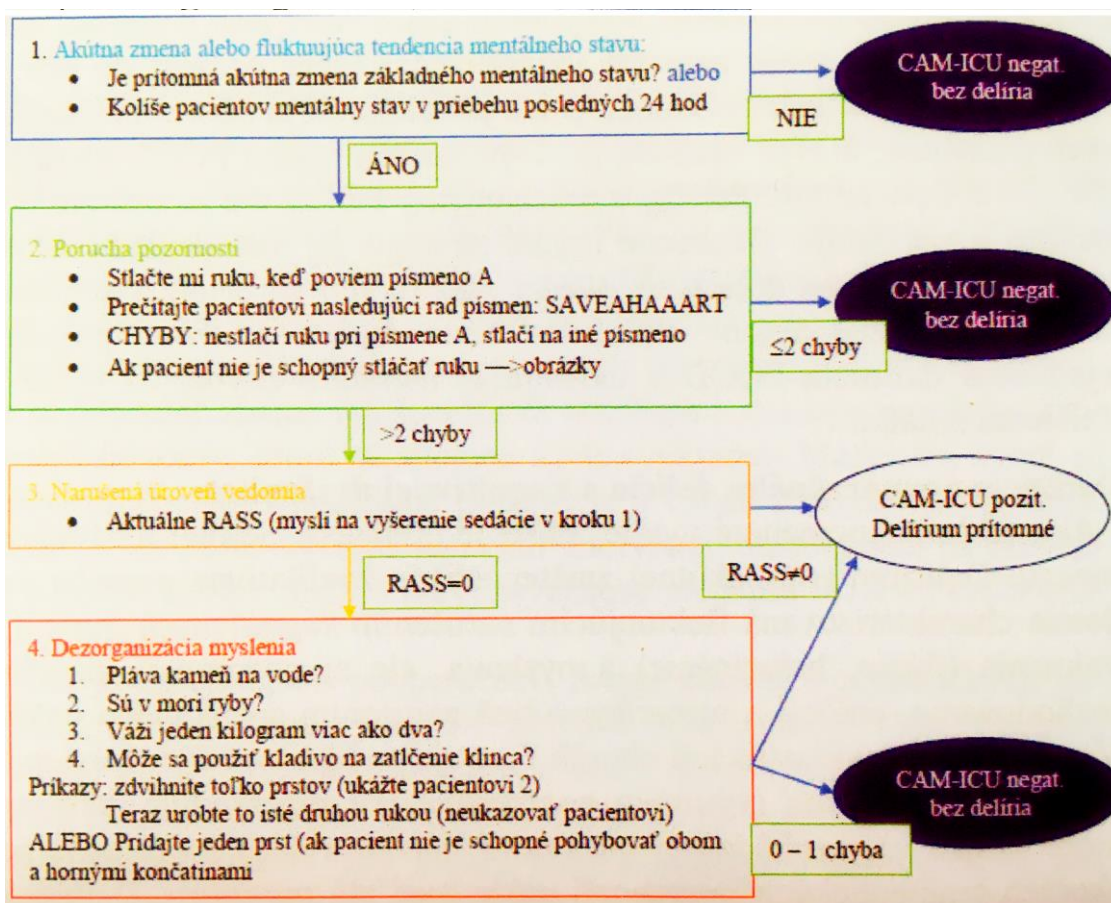 1. Akútna zmena alebo fluktuujúca tendencia mentálneho stavu:
• Je prítomná akútna zmena základného mentálneho stavu? alebo
• Kolíše pacientov mentálny stav v priebehu posledných 24 hod
CAM-ICU negat.
bez delíria
NIE
ÁNO
2. Porucha pozornosti
• Stlačte mi ruku, keď poviem písmeno A
• Prečítajte pacientovi nasledujúci rad písmen: SAVEAHAAART
• CHYBY: nestlačí ruku pri písmene A, stlačí na iné písmeno
• Ak pacient nie je schopný stláčať ruku —>obrázky
CAM-ICU negat.
bez delíria
≤2 chyby
>2 chyby
3. Narušená úroveň vedomia
• Aktuálne RASS (mysli na vyšerenie sedácie v kroku 1)
CAM-ICU pozit.
Delírium prítomné
RASS=0
RASS≠0
4. Dezorganizácia myslenia
1. Pláva kameň na vode?
2. Sú v mori ryby?
3. Váži jeden kilogram viac ako dva?
4. Môže sa použiť kladivo na zatlčenie klinca?
Príkazy: zdvihnite toľko prstov (ukážte pacientovi 2)
Teraz urobte to isté druhou rukou (neukazovať pacientovi)
ALEBO Pridajte jeden prst (ak pacient nie je schopné pohybovať obom
a hornými končatinami
CAM-ICU negat.
bez delíria
0 – 1 chyba